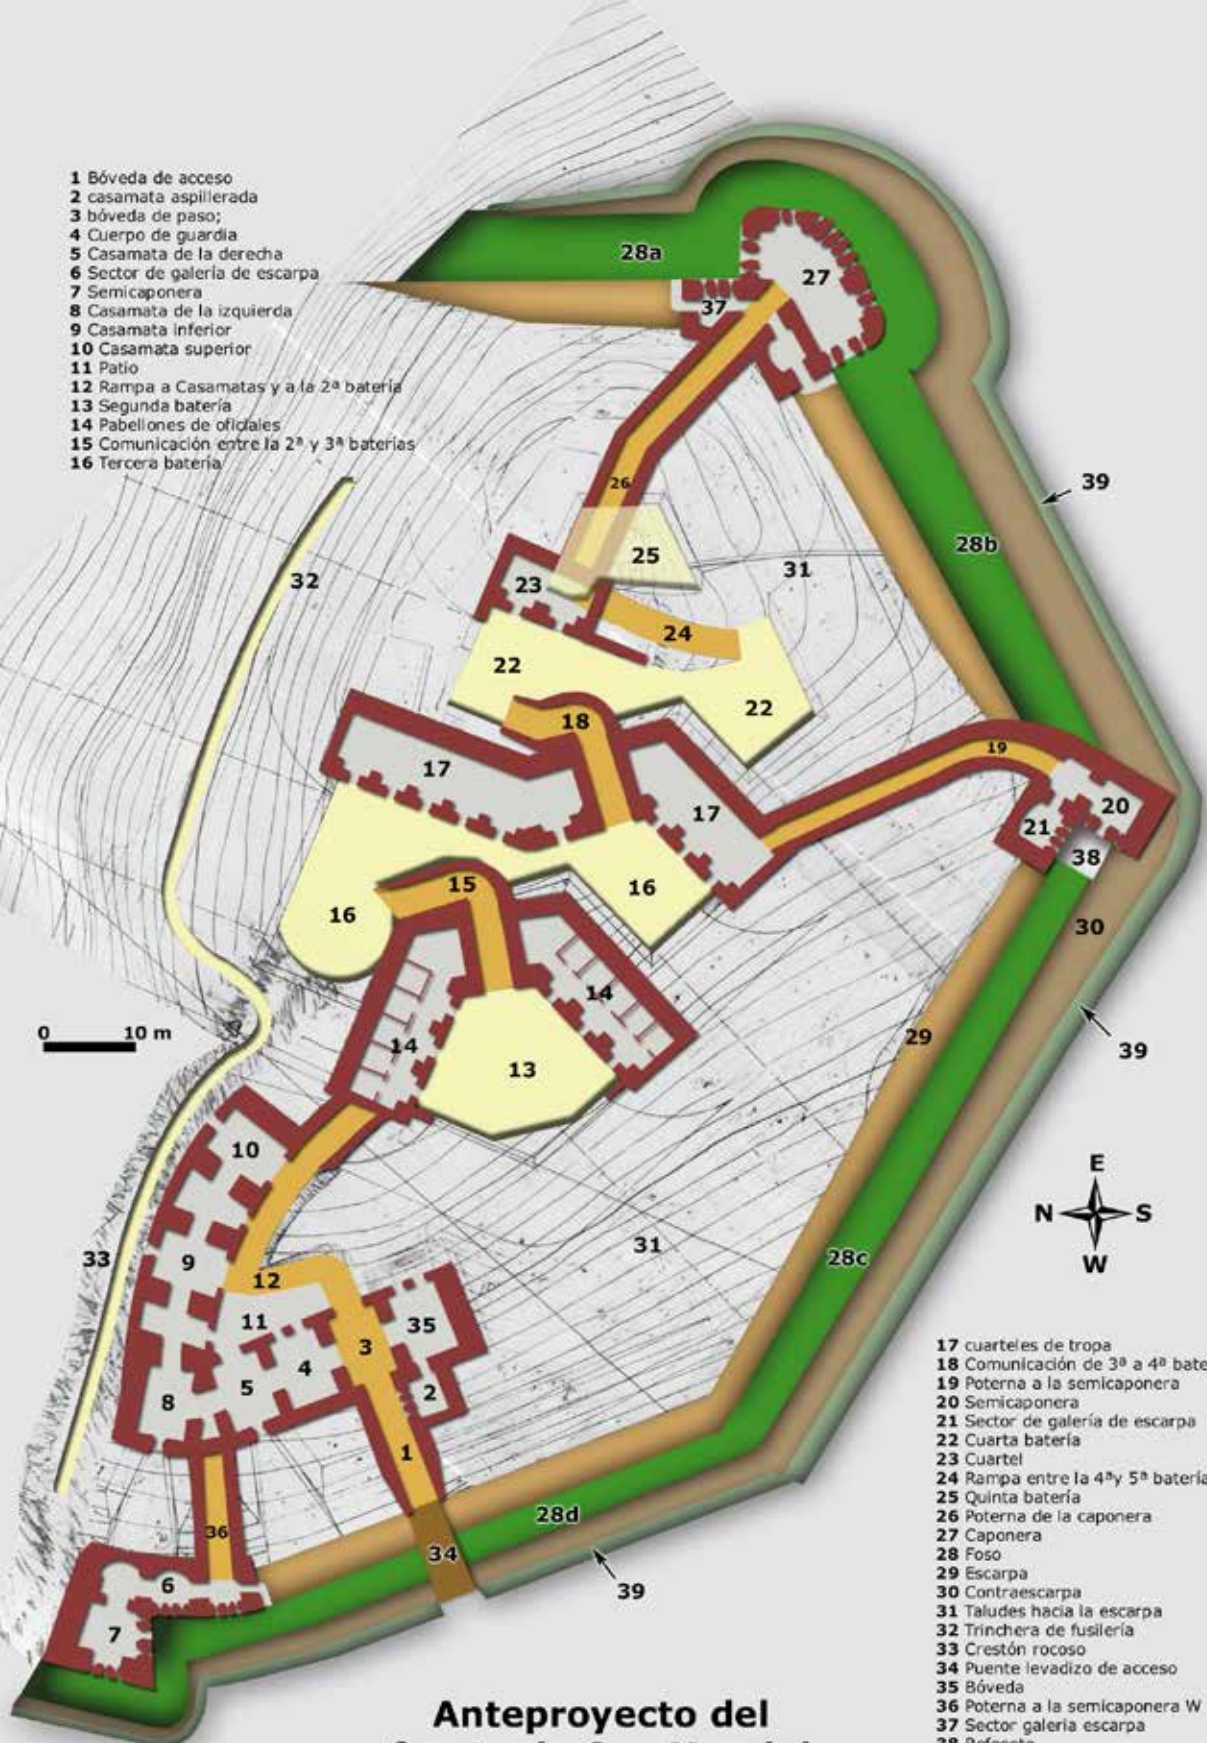 1 Bóveda de acceso
2 casamata aspillerada
3 bóveda de paso;
4 Cuerpo de guardia
5 Casamata de la derecha
6 Sector de galería de escarpa
7 Semicaponera
8 Casamata de la izquierda
9 Casamata inferior
10 Casamata superior
11 Patio
12 Rampa a Casamatas y a la 2ª batería
13 Segunda batería
14 Pabellones de oficiales
15 Comunicación entre la 2ª y 3ª baterías
16 Tercera batería
28a
27
37
39
26
28b
25
31
32
23
24
22
22
18
17
19
17
20
21
38
15
16
16
30
14
0 10 m
29
14
39
13
10
E
N S
W
31
33
9
28c
12
11
35
3
4
5
2
8
1
28d
36
34
6
39
7
17 cuarteles de tropa
18 Comunicación de 3ª a 4ª bate
19 Poterna a la semicaponera
20 Semicaponera
21 Sector de galería de escarpa
22 Cuarta batería
23 Cuartel
24 Rampa entre la 4ªy 5ª batería
25 Quinta batería
26 Poterna de la caponera
27 Caponera
28 Foso
29 Escarpa
30 Contraescarpa
31 Taludes hacia la escarpa
32 Trinchera de fusilería
33 Crestón rocoso
34 Puente levadizo de acceso
35 Bóveda
36 Poterna a la semicaponera W
37 Sector galeria escarpa
Anteproyecto del